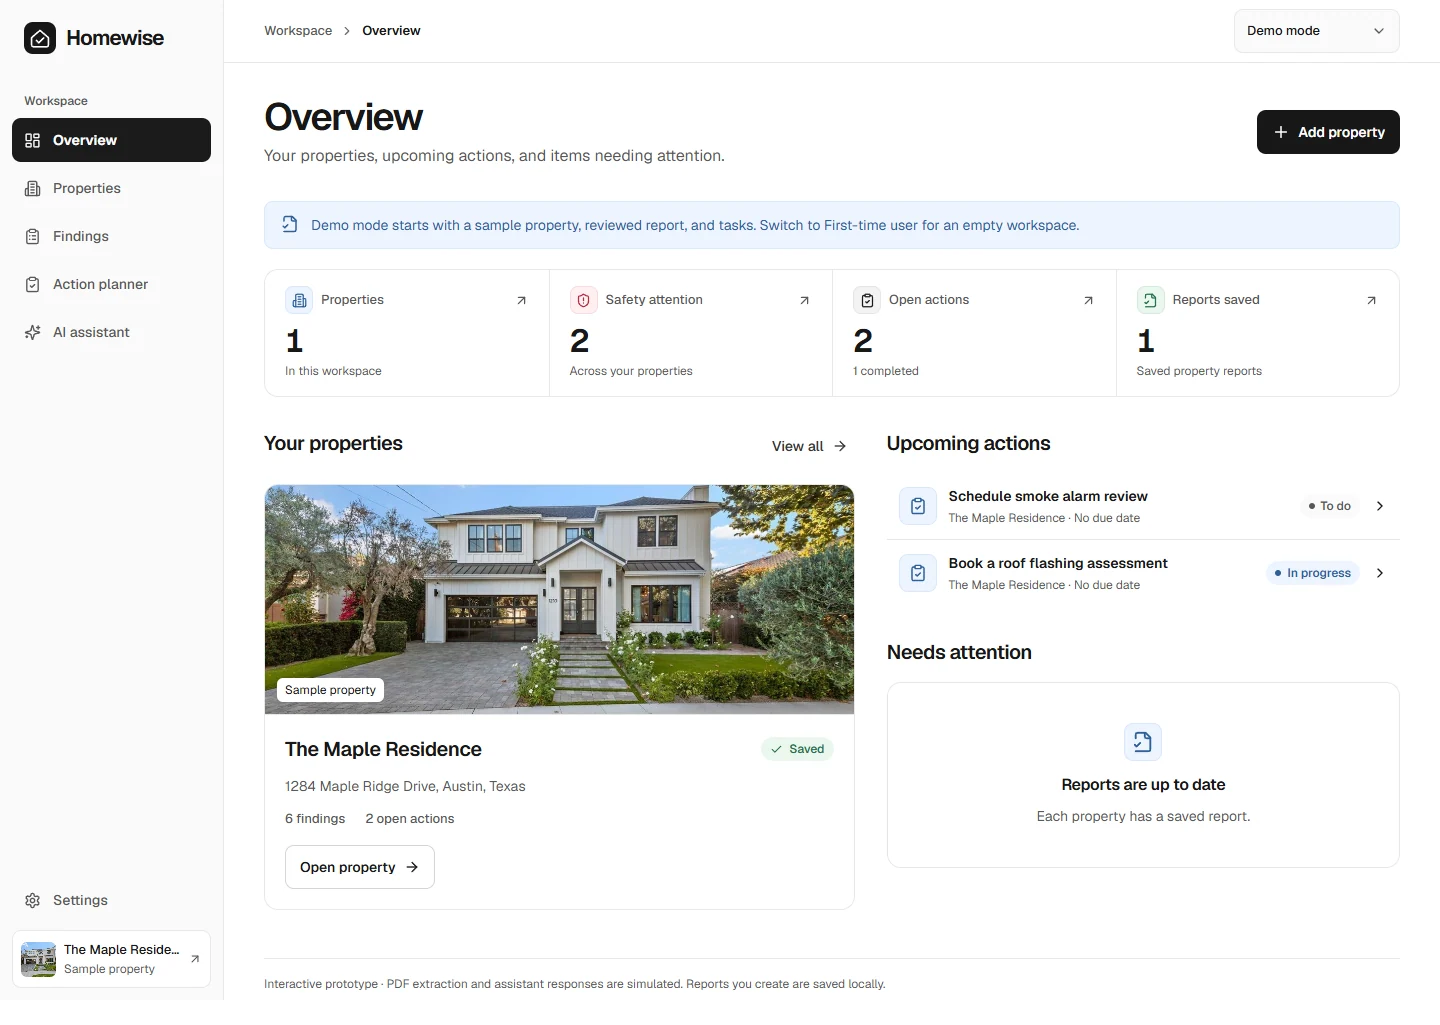 Homewise
Workspace
Overview
Properties
Findings
Action planner
AI assistant
Settings
The Maple Reside...
Sample property
Workspace > Overview
Demo mode
Overview
Your properties, upcoming actions, and items needing attention.
Add property
Demo mode starts with a sample property, reviewed report, and tasks. Switch to First-time user for an empty workspace.
Properties
1
In this workspace
Safety attention
2
Across your properties
Open actions
2
1 completed
Reports saved
1
Saved property reports
Your properties
View all
Sample property
The Maple Residence
Saved
1284 Maple Ridge Drive, Austin, Texas
6 findings 2 open actions
Open property
Upcoming actions
Schedule smoke alarm review
The Maple Residence · No due date
To do
Book a roof flashing assessment
The Maple Residence · No due date
In progress
Needs attention
Reports are up to date
Each property has a saved report.
Interactive prototype · PDF extraction and assistant responses are simulated. Reports you create are saved locally.